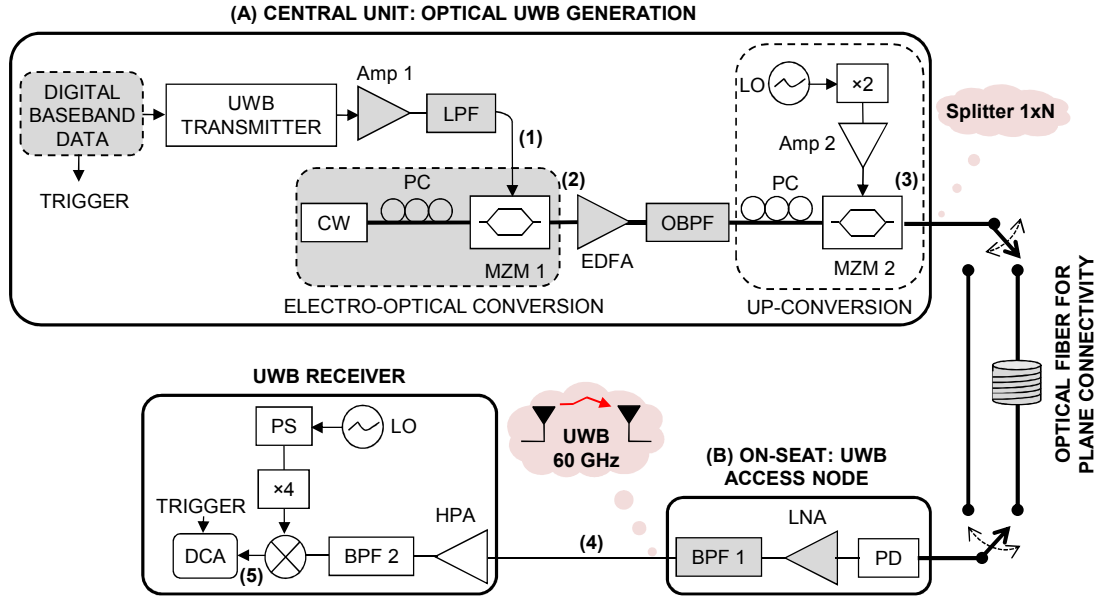 (A) CENTRAL UNIT: OPTICAL UWB GENERATION
DIGITAL
BASEBAND
DATA
TRIGGER
UWB
TRANSMITTER
Amp 1
LPF
(1)
LO
×2
Amp 2
(3)
Splitter 1xN
CW
PC
MZM 1
(2)
EDFA
OBPF
PC
MZM 2
ELECTRO-OPTICAL CONVERSION
UP-CONVERSION
OPTICAL FIBER FOR
PLANE CONNECTIVITY
UWB RECEIVER
PS
LO
×4
TRIGGER
DCA
(5)
BPF 2
HPA
UWB
60 GHz
(4)
(B) ON-SEAT: UWB
ACCESS NODE
BPF 1
LNA
PD